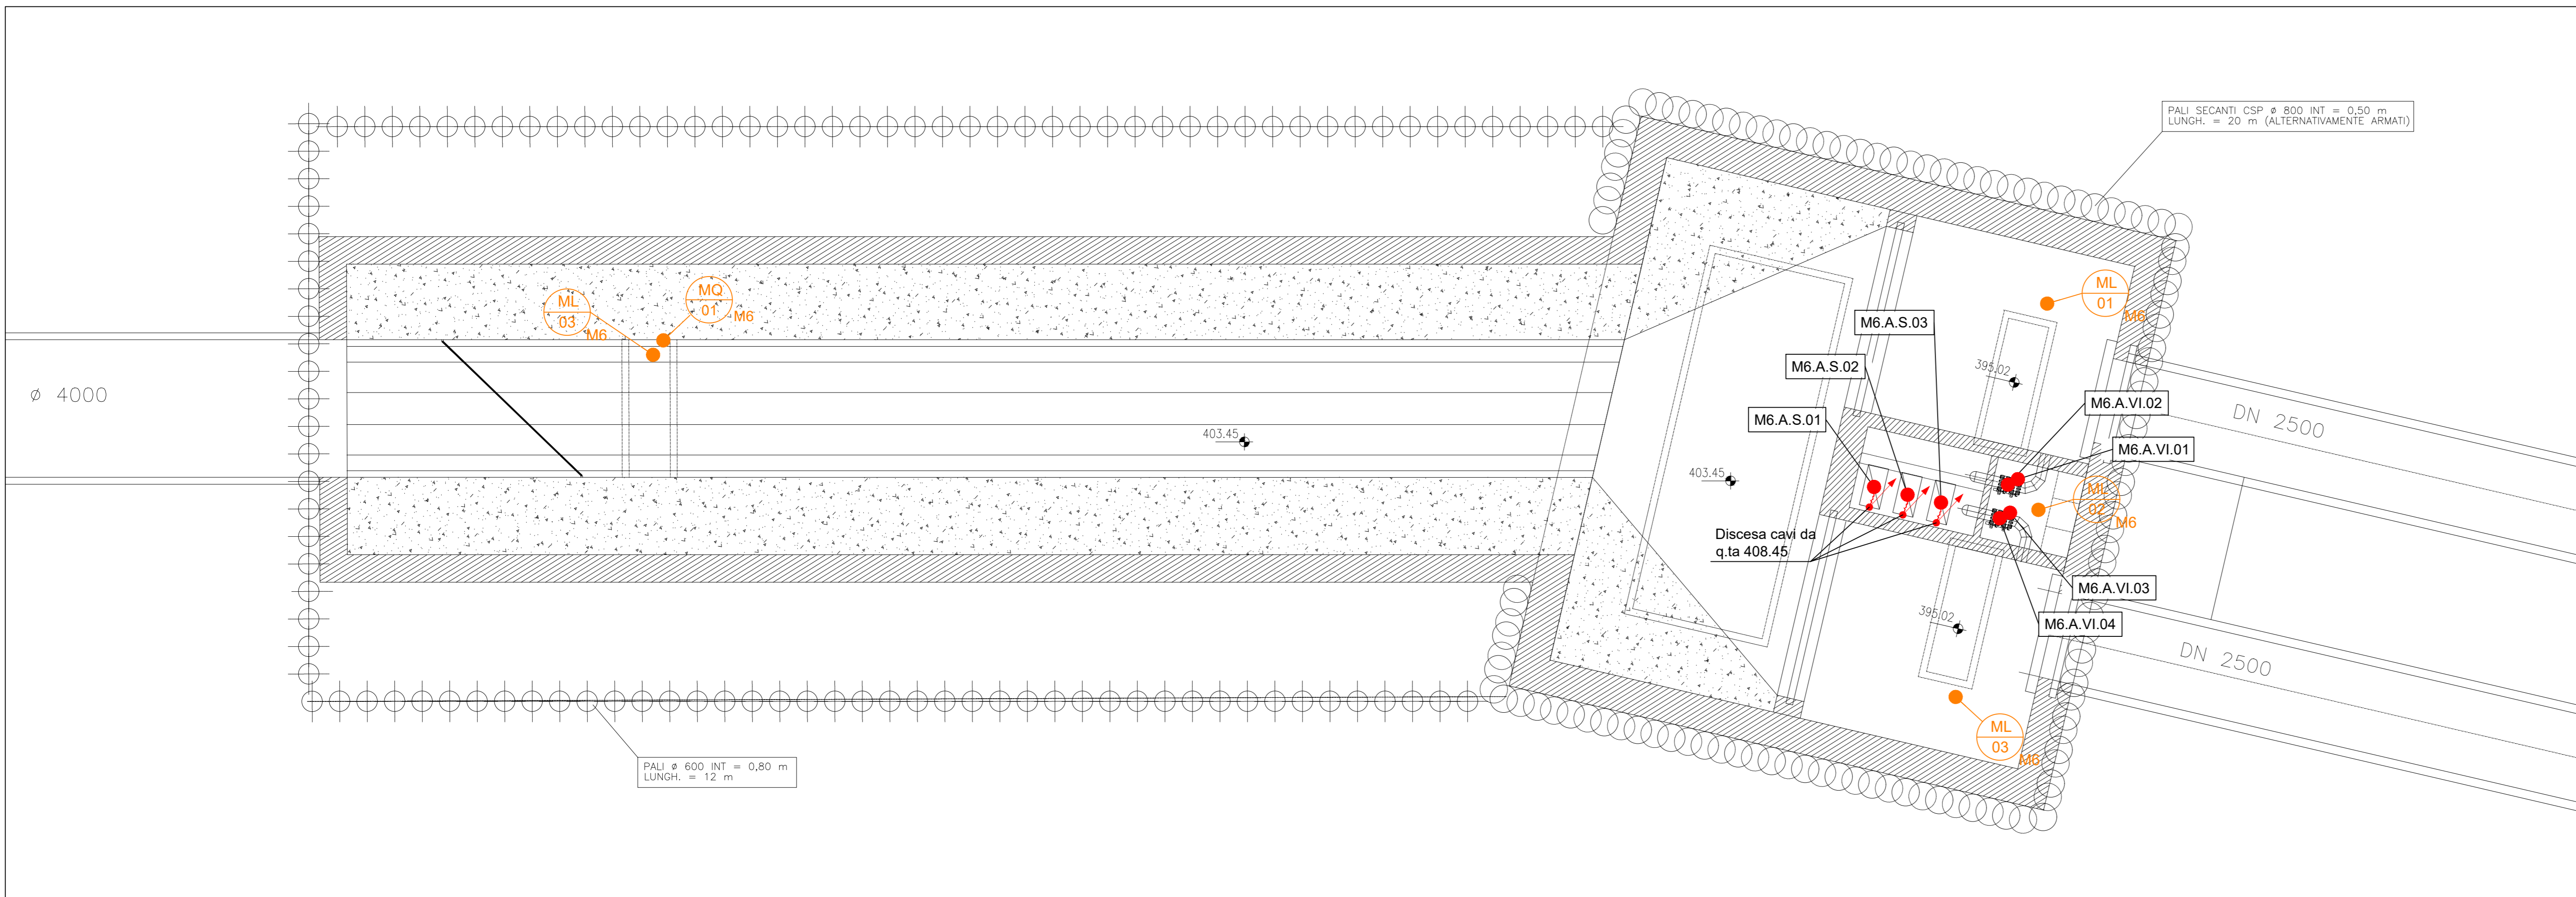 PALI SECANTI CSP ø 800 INT = 0,50 m
LUNGH. = 20 m (ALTERNATIVAMENTE ARMATI)
ML
01
M6
MQ
01
M6
ML
03
M6
M6.A.S.03
M6.A.S.02
395.02
ø 4000
M6.A.VI.02
DN 2500
M6.A.S.01
403.45
M6.A.VI.01
403.45
ML
02
M6
Discesa cavi da
q.ta 408.45
M6.A.VI.03
395.02
M6.A.VI.04
DN 2500
ML
03
M6
PALI ø 600 INT = 0,80 m
LUNGH. = 12 m